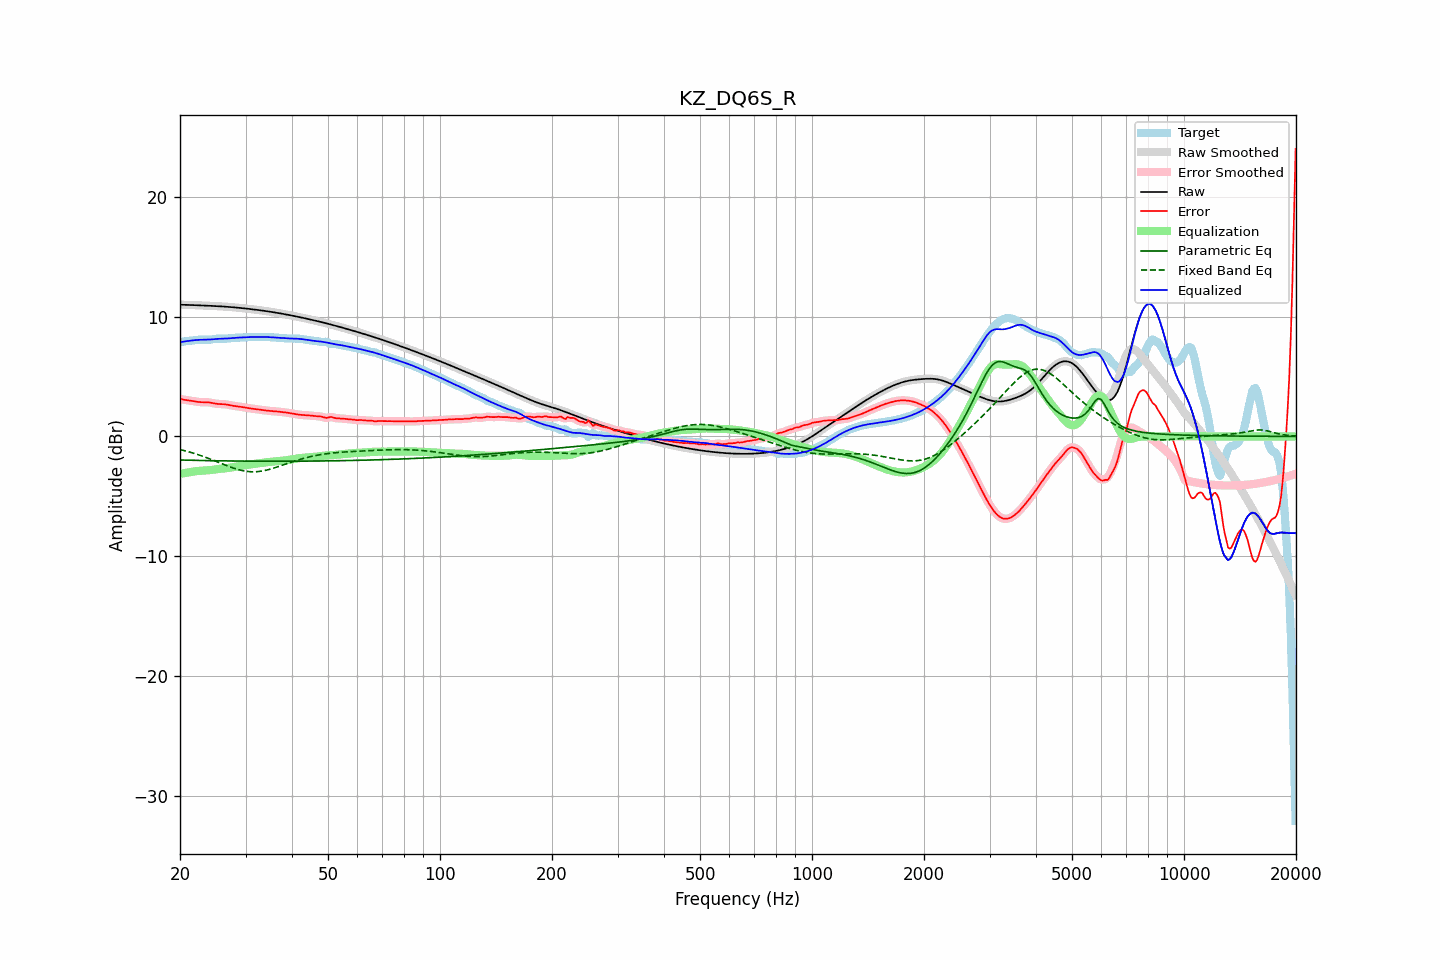 KZ_DQ6S_R
Target
Raw Smoothed
Error Smoothed
Raw
Error
Equalization
Parametric Eq
Fixed Band Eq
Equalized
20
10
0
−10
−20
−30
Amplitude (dBr)
20 50 100 200 500 1000 2000 5000 10000 20000
Frequency (Hz)